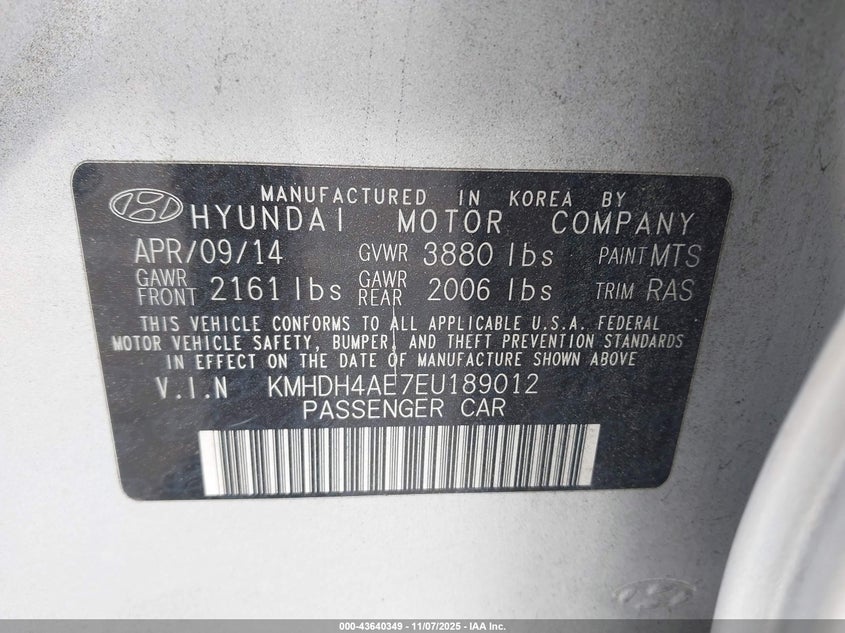 MANUFACTURED IN KOREA BY
HYUNDAI MOTOR COMPANY
APR/09/14 GVWR 3880 lbs PAINT MTS
GAWR FRONT 2161 lbs GAWR REAR 2006 lbs TRIM RAS
THIS VEHICLE CONFORMS TO ALL APPLICABLE U.S.A. FEDERAL
MOTOR VEHICLE SAFETY, BUMPER, AND THEFT PREVENTION STANDARDS
IN EFFECT ON THE DATE OF MANUFACTURE SHOWN ABOVE
V.I.N KMHDH4AE7EU189012
PASSENGER CAR
000-43640349 - 11/07/2025 - IAA Inc.